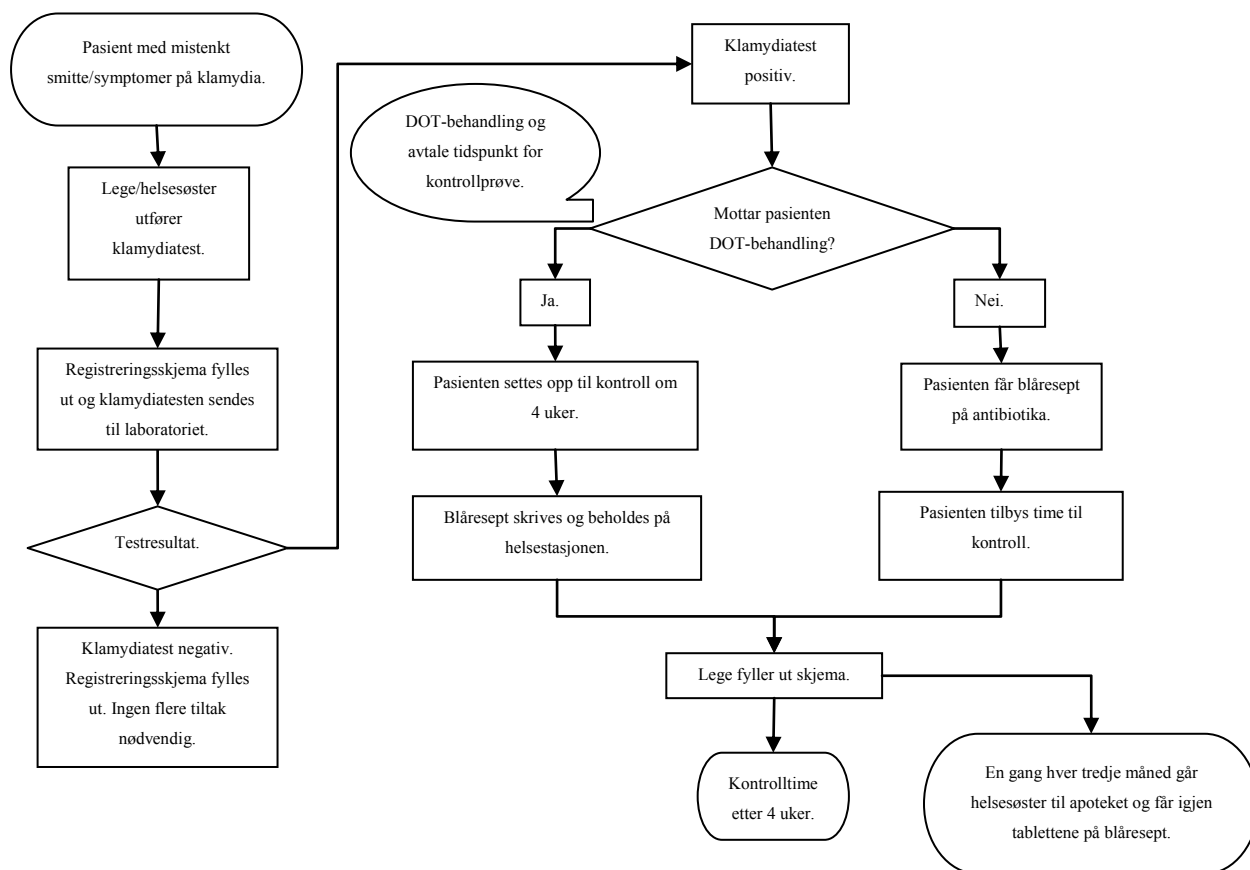 Pasient med mistenkt
smitte/symptomer på klamydia.
Lege/helsesøster
utfører
klamydiatest.
Registreringsskjema fylles
ut og klamydiatesten sendes
til laboratoriet.
Testresultat.
Klamydiatest negativ.
Registreringsskjema fylles
ut. Ingen flere tiltak
nødvendig.
Klamydiatest
positiv.
DOT-behandling og
avtale tidspunkt for
kontrollprøve.
Mottar pasienten
DOT-behandling?
Ja.
Nei.
Pasienten settes opp til kontroll om
4 uker.
Pasienten får blåresept
på antibiotika.
Blåresept skrives og beholdes på
helsestasjonen.
Pasienten tilbys time til
kontroll.
Lege fyller ut skjema.
Kontrolltime
etter 4 uker.
En gang hver tredje måned går
helsesøster til apoteket og får igjen
tablettene på blåresept.